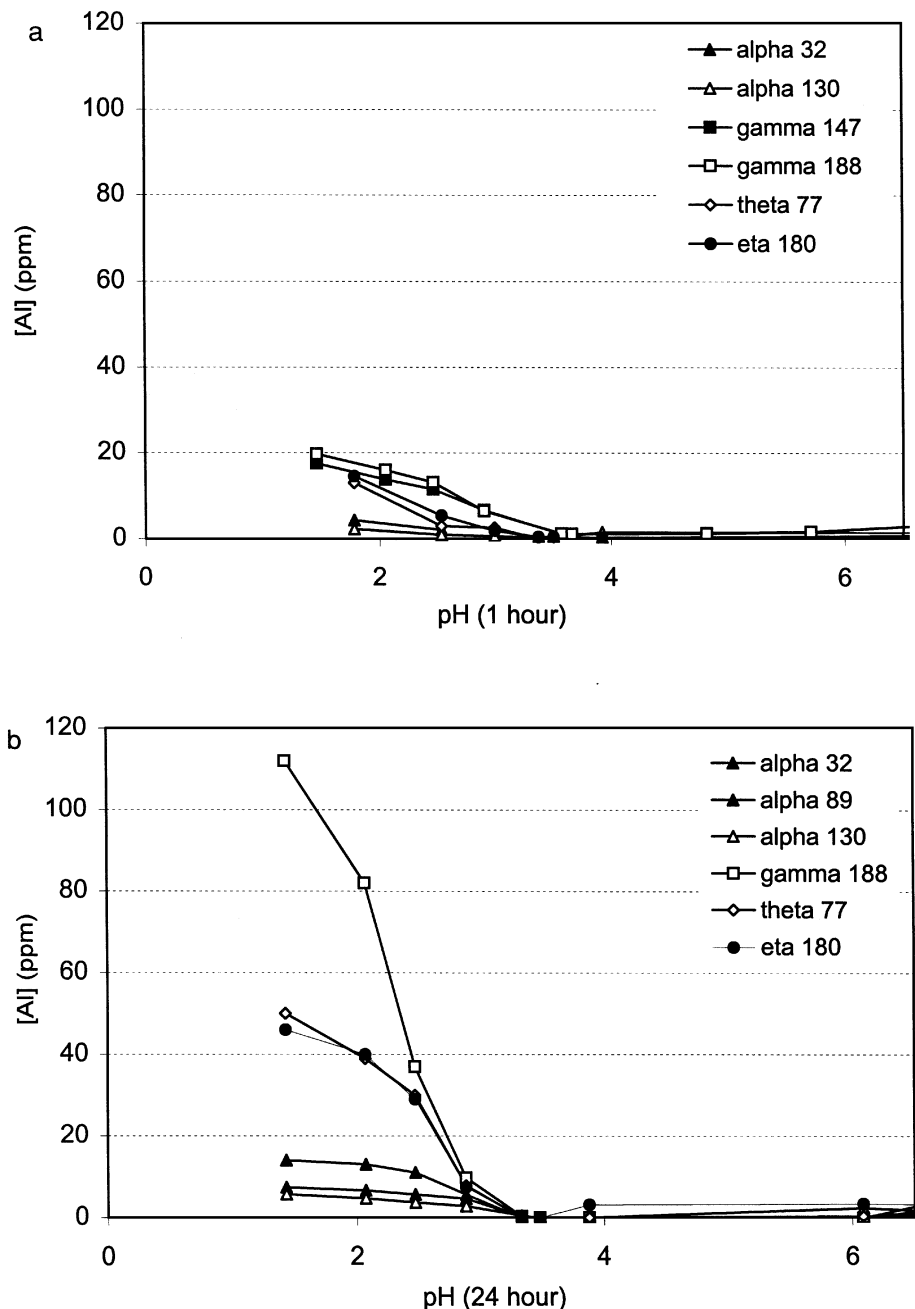 a
120
100
80
60
40
20
0
[Al] (ppm)
alpha 32
alpha 130
gamma 147
gamma 188
theta 77
eta 180
0 2 4 6
pH (1 hour)
b
120
100
80
60
40
20
0
[Al] (ppm)
alpha 32
alpha 89
alpha 130
gamma 188
theta 77
eta 180
0 2 4 6
pH (24 hour)